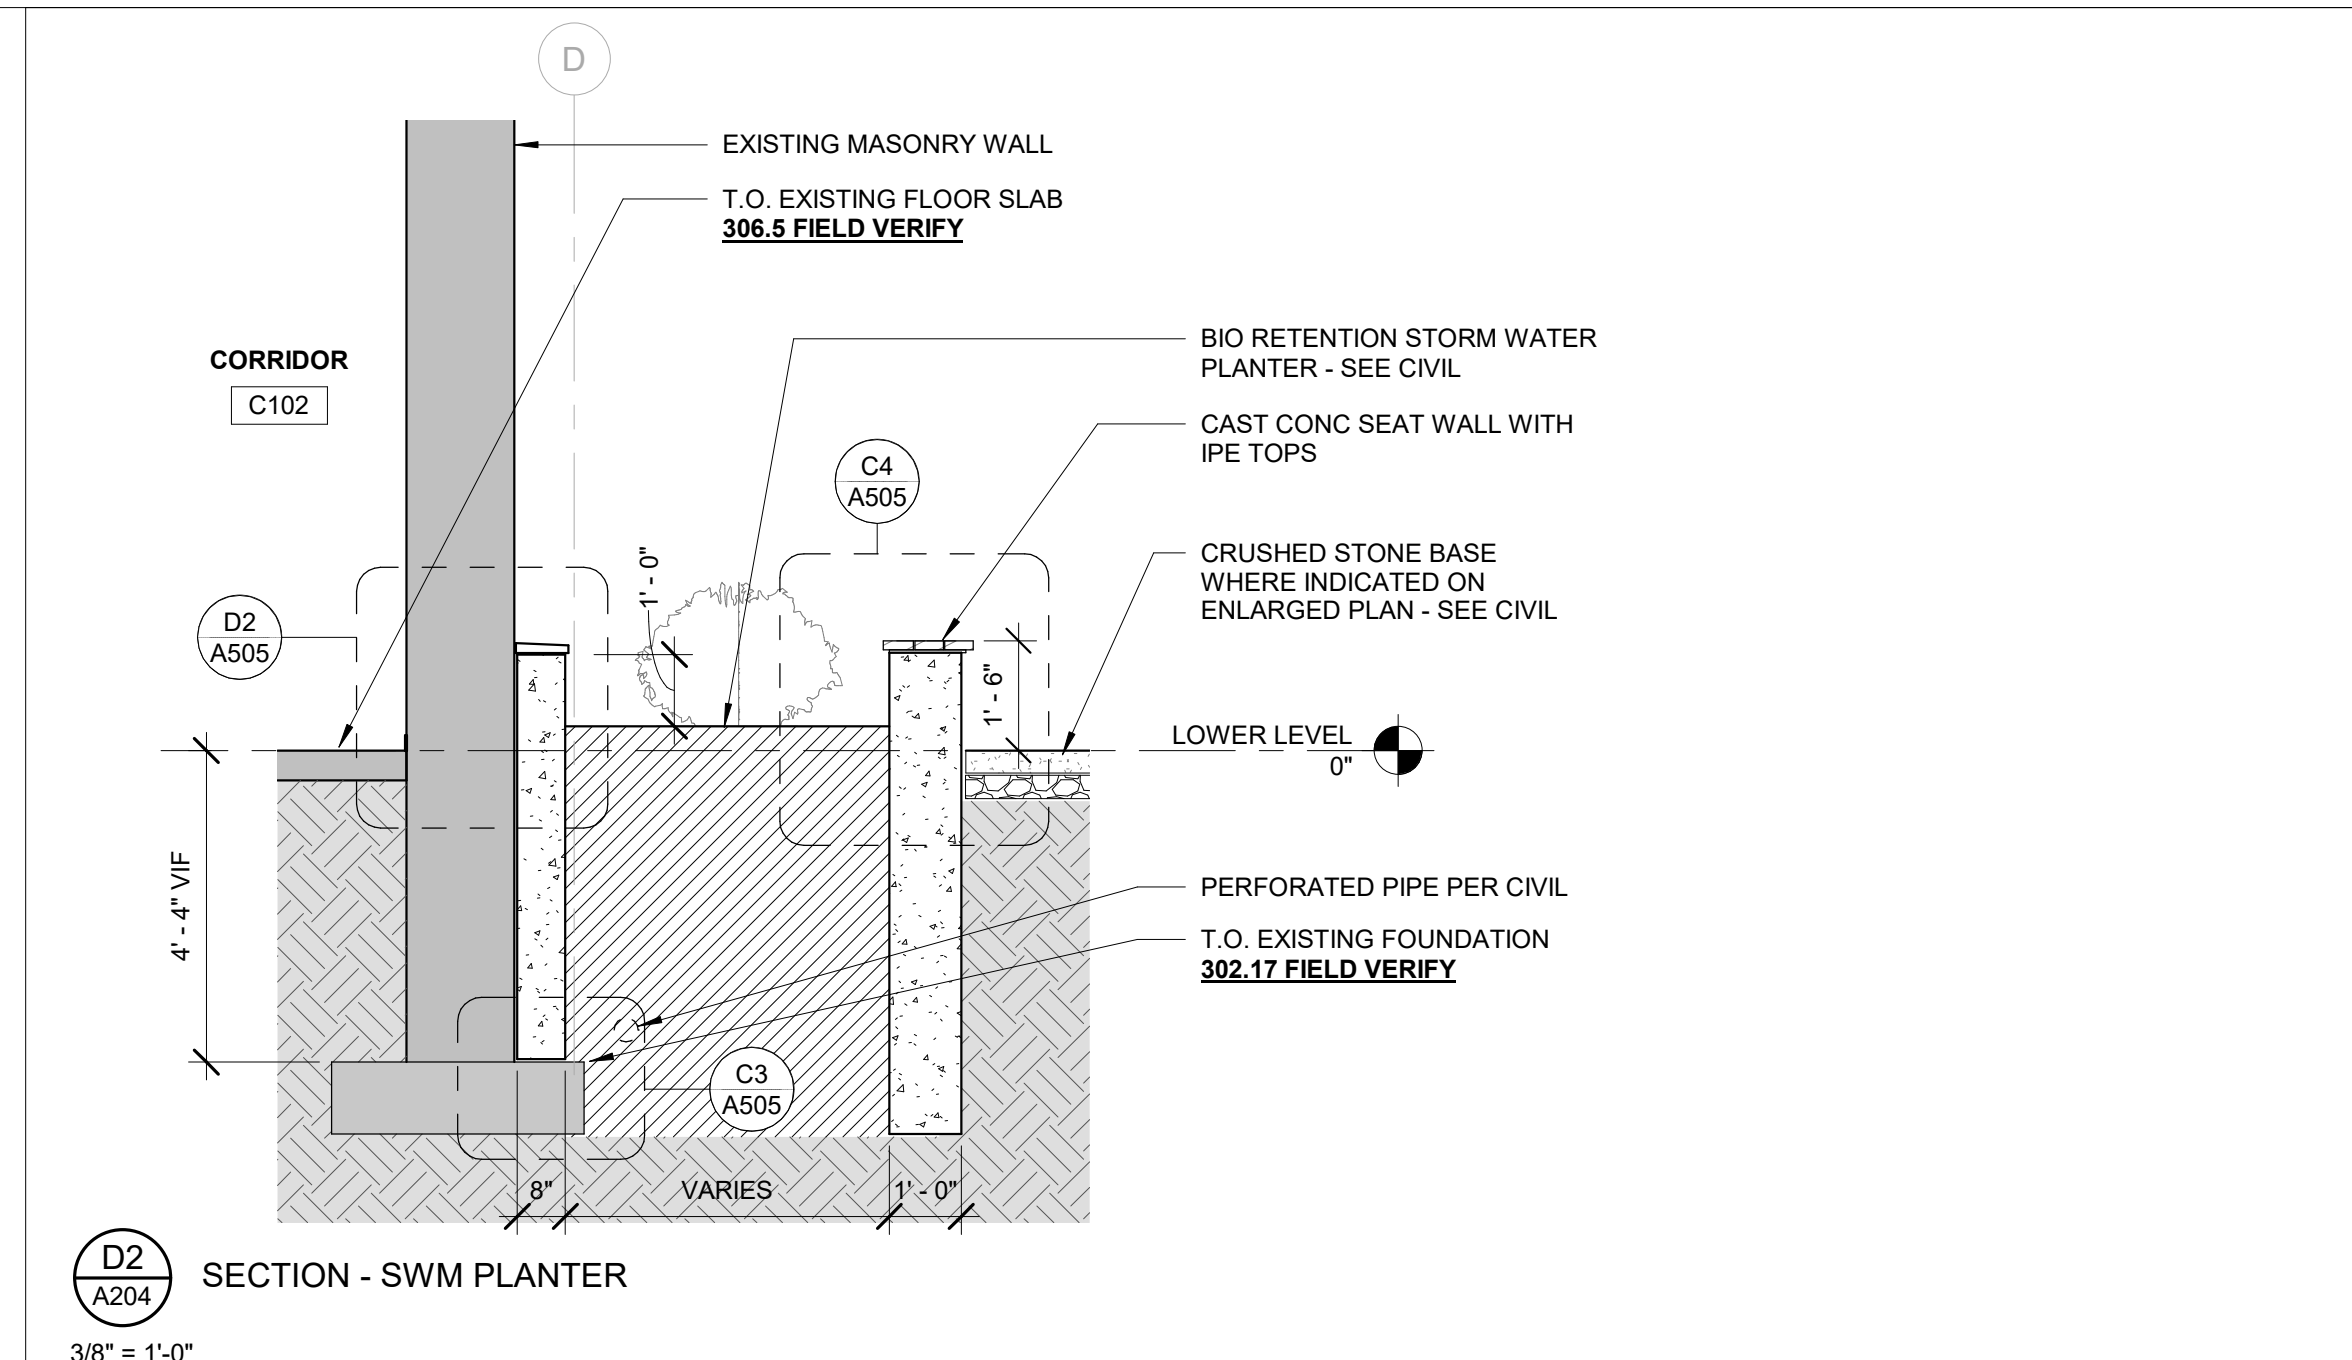 D
EXISTING MASONRY WALL
T.O. EXISTING FLOOR SLAB
306.5 FIELD VERIFY
BIO RETENTION STORM WATER
PLANTER - SEE CIVIL
CORRIDOR
C102
CAST CONC SEAT WALL WITH
IPE TOPS
C4
A505
CRUSHED STONE BASE
WHERE INDICATED ON
ENLARGED PLAN - SEE CIVIL
1' - 0"
D2
A505
1' - 6"
LOWER LEVEL
0"
4' - 4" VIF
PERFORATED PIPE PER CIVIL
T.O. EXISTING FOUNDATION
302.17 FIELD VERIFY
C3
A505
8"
VARIES
1' - 0"
D2
A204
SECTION - SWM PLANTER
3/8" = 1'-0"